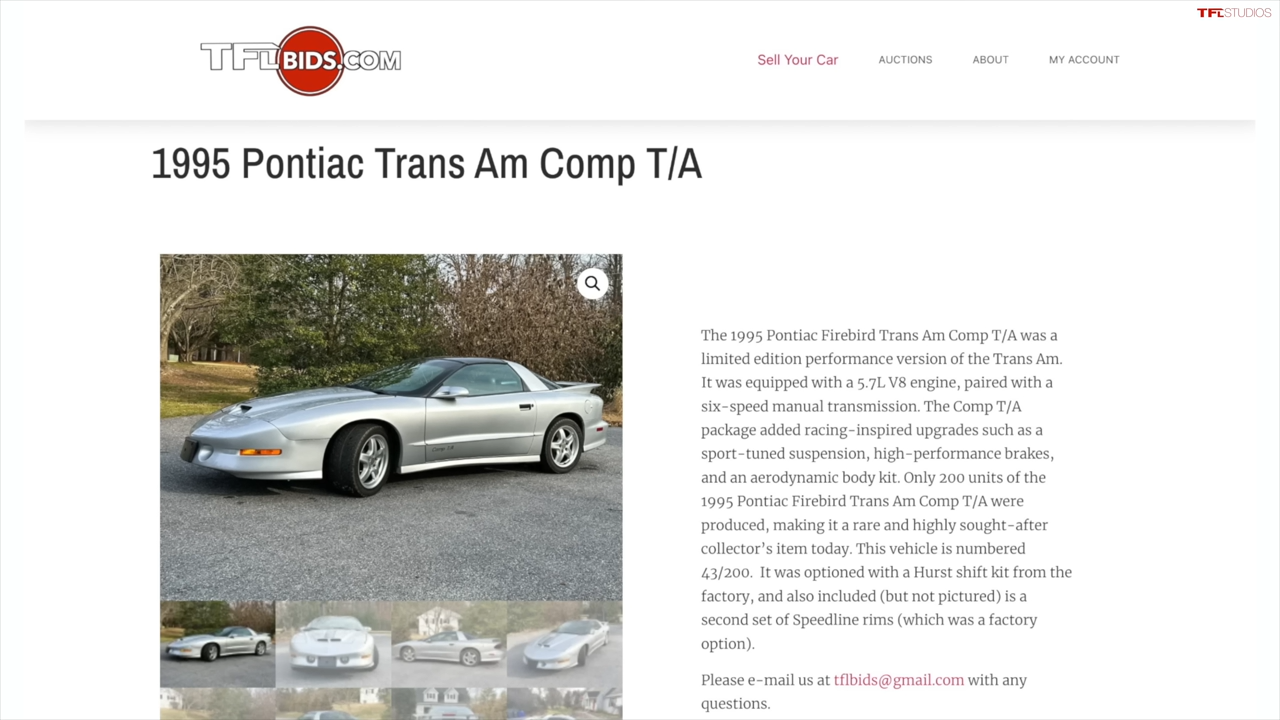 TFLSTUDIOS
TFLBIDS.COM
Sell Your Car
AUCTIONS
ABOUT
MY ACCOUNT
1995 Pontiac Trans Am Comp T/A
The 1995 Pontiac Firebird Trans Am Comp T/A was a
limited edition performance version of the Trans Am.
It was equipped with a 5.7L V8 engine, paired with a
six-speed manual transmission. The Comp T/A
package added racing-inspired upgrades such as a
sport-tuned suspension, high-performance brakes,
and an aerodynamic body kit. Only 200 units of the
1995 Pontiac Firebird Trans Am Comp T/A were
produced, making it a rare and highly sought-after
collector's item today. This vehicle is numbered
43/200. It was optioned with a Hurst shift kit from the
factory, and also included (but not pictured) is a
second set of Speedline rims (which was a factory
option).
Please e-mail us at tflbids@gmail.com with any
questions.
Comp T/A